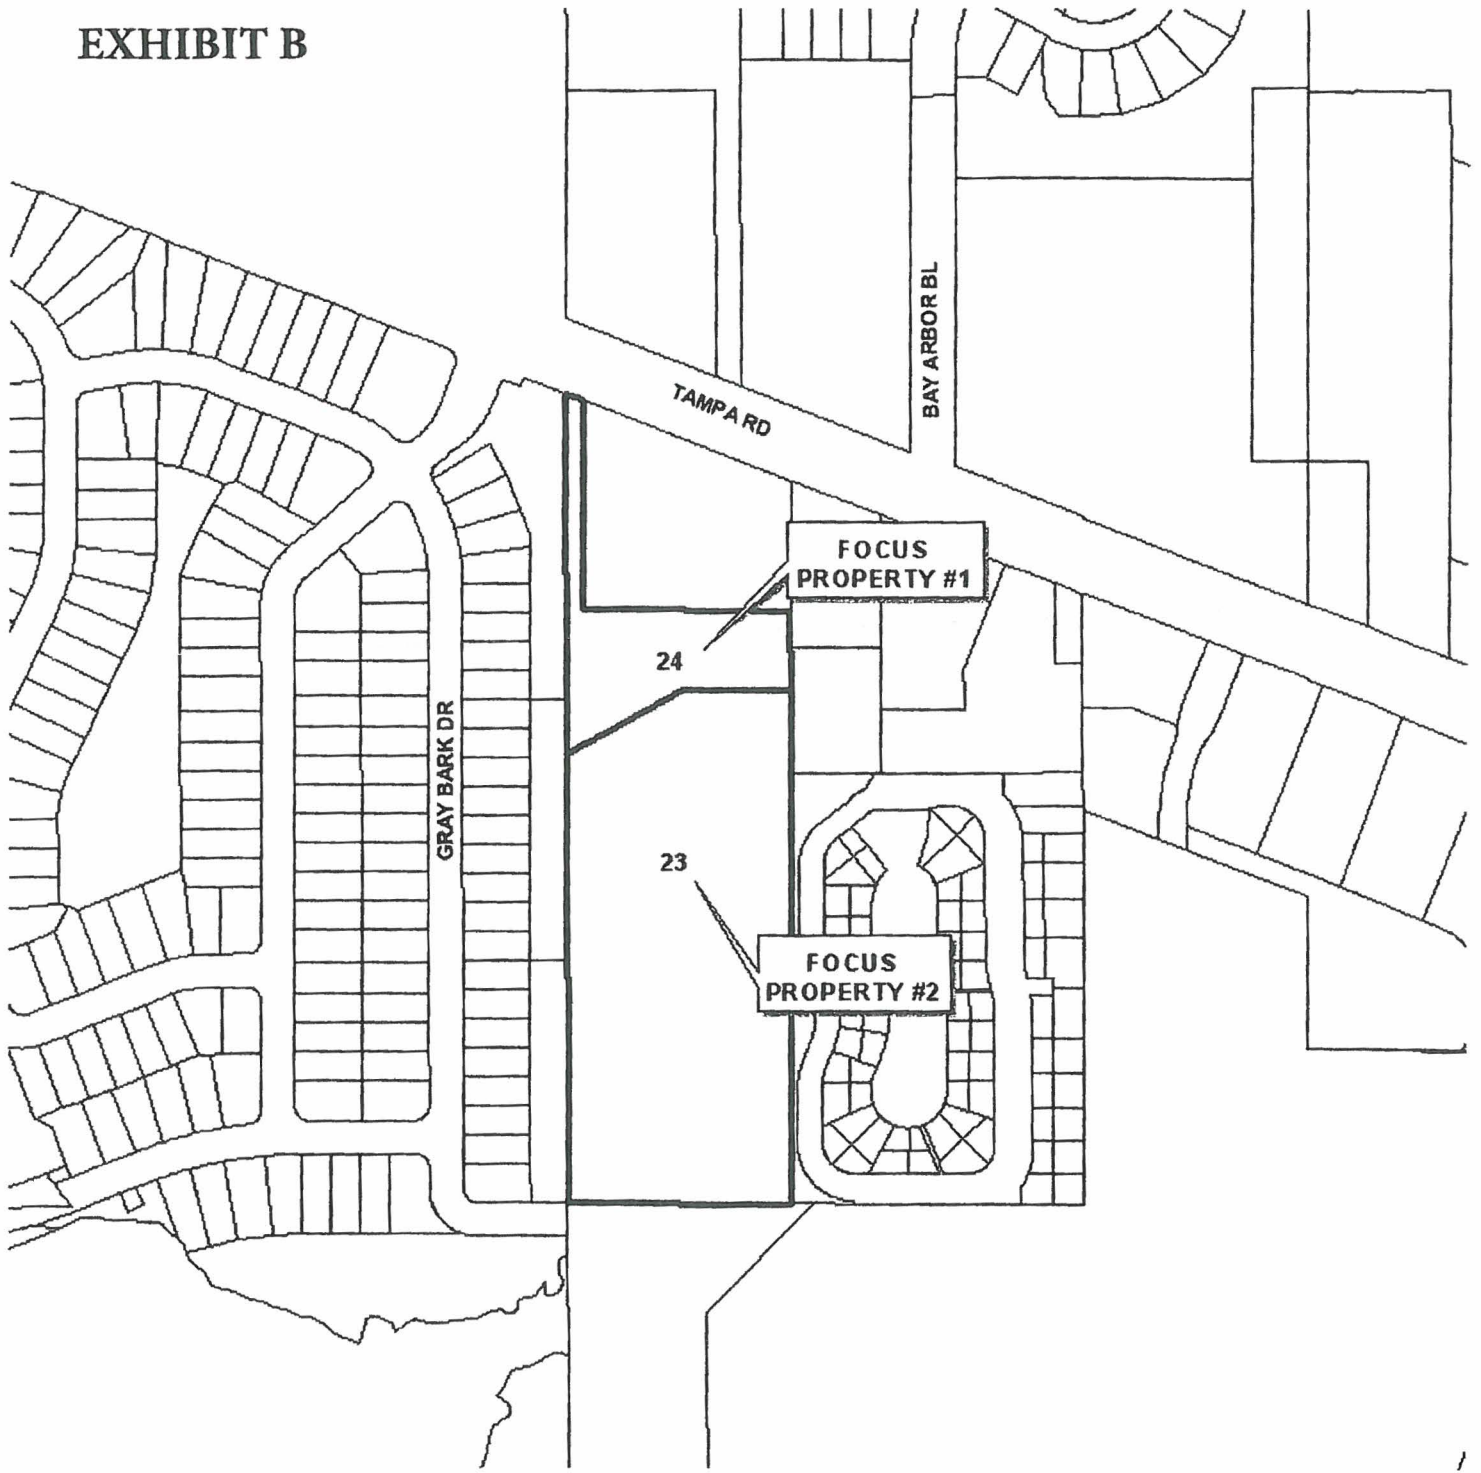 EXHIBIT B
BAY ARBOR BL
TAMPA RD
FOCUS
PROPERTY #1
24
GRAY BARK DR
23
FOCUS
PROPERTY #2